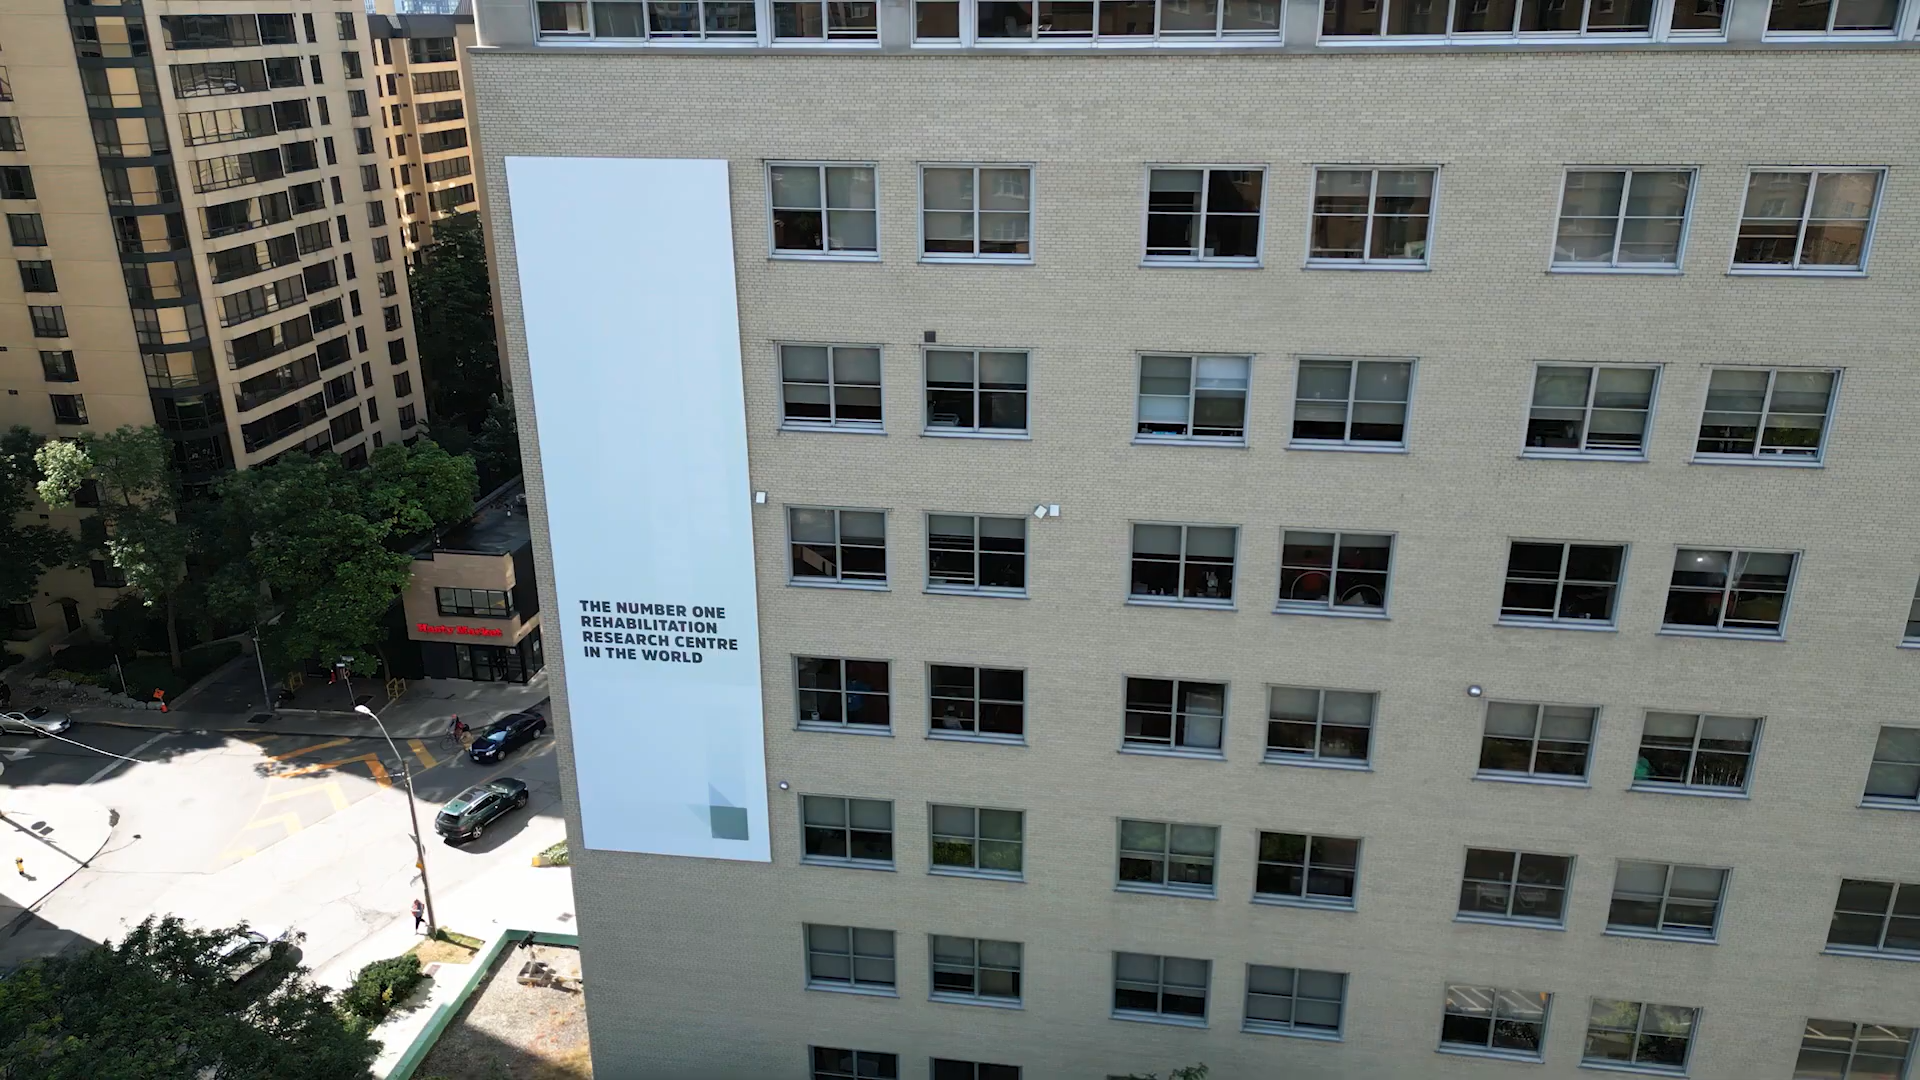 THE NUMBER ONE
REHABILITATION
RESEARCH CENTRE
IN THE WORLD